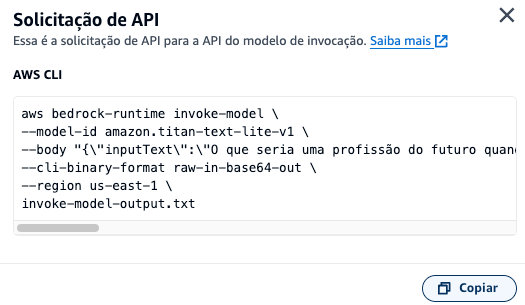 Solicitação de API
Essa é a solicitação de API para a API do modelo de invocação. Saiba mais
AWS CLI
aws bedrock-runtime invoke-model \
--model-id amazon.titan-text-lite-v1 \
--body "{\"inputText\":\"O que seria uma profissão do futuro quan
--cli-binary-format raw-in-base64-out \
--region us-east-1 \
invoke-model-output.txt
Copiar